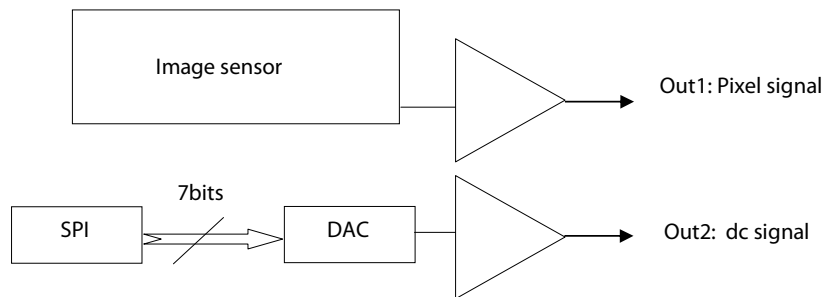 Image sensor
Out1: Pixel signal
7bits
SPI
DAC
Out2: dc signal